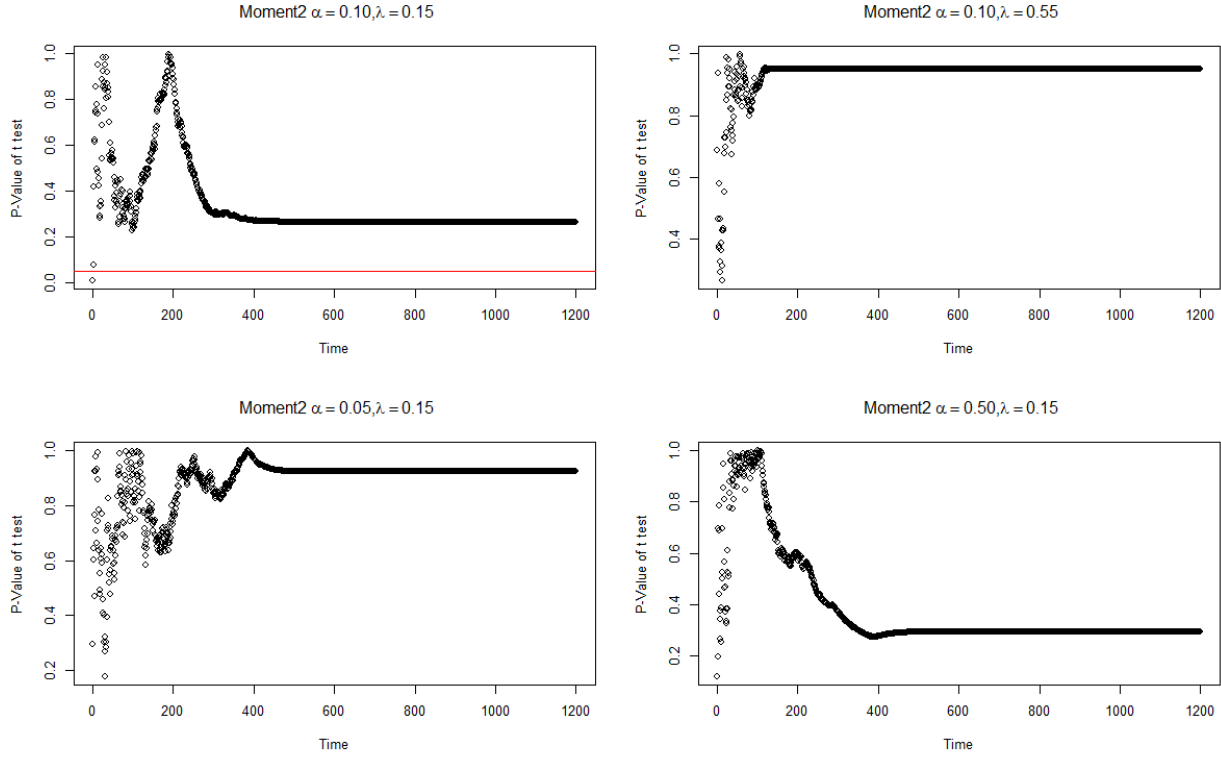 Moment2 α = 0.10,λ = 0.15
P-Value of t test
0.0 0.2 0.4 0.6 0.8 1.0
0 200 400 600 800 1000 1200
Time
Moment2 α = 0.10,λ = 0.55
P-Value of t test
0.4 0.6 0.8 1.0
0 200 400 600 800 1000 1200
Time
Moment2 α = 0.05,λ = 0.15
P-Value of t test
0.2 0.4 0.6 0.8 1.0
0 200 400 600 800 1000 1200
Time
Moment2 α = 0.50,λ = 0.15
P-Value of t test
0.2 0.4 0.6 0.8 1.0
0 200 400 600 800 1000 1200
Time